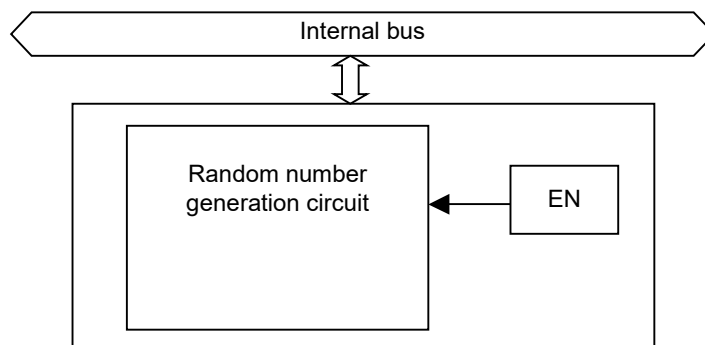 Internal bus
Random number
generation circuit
EN